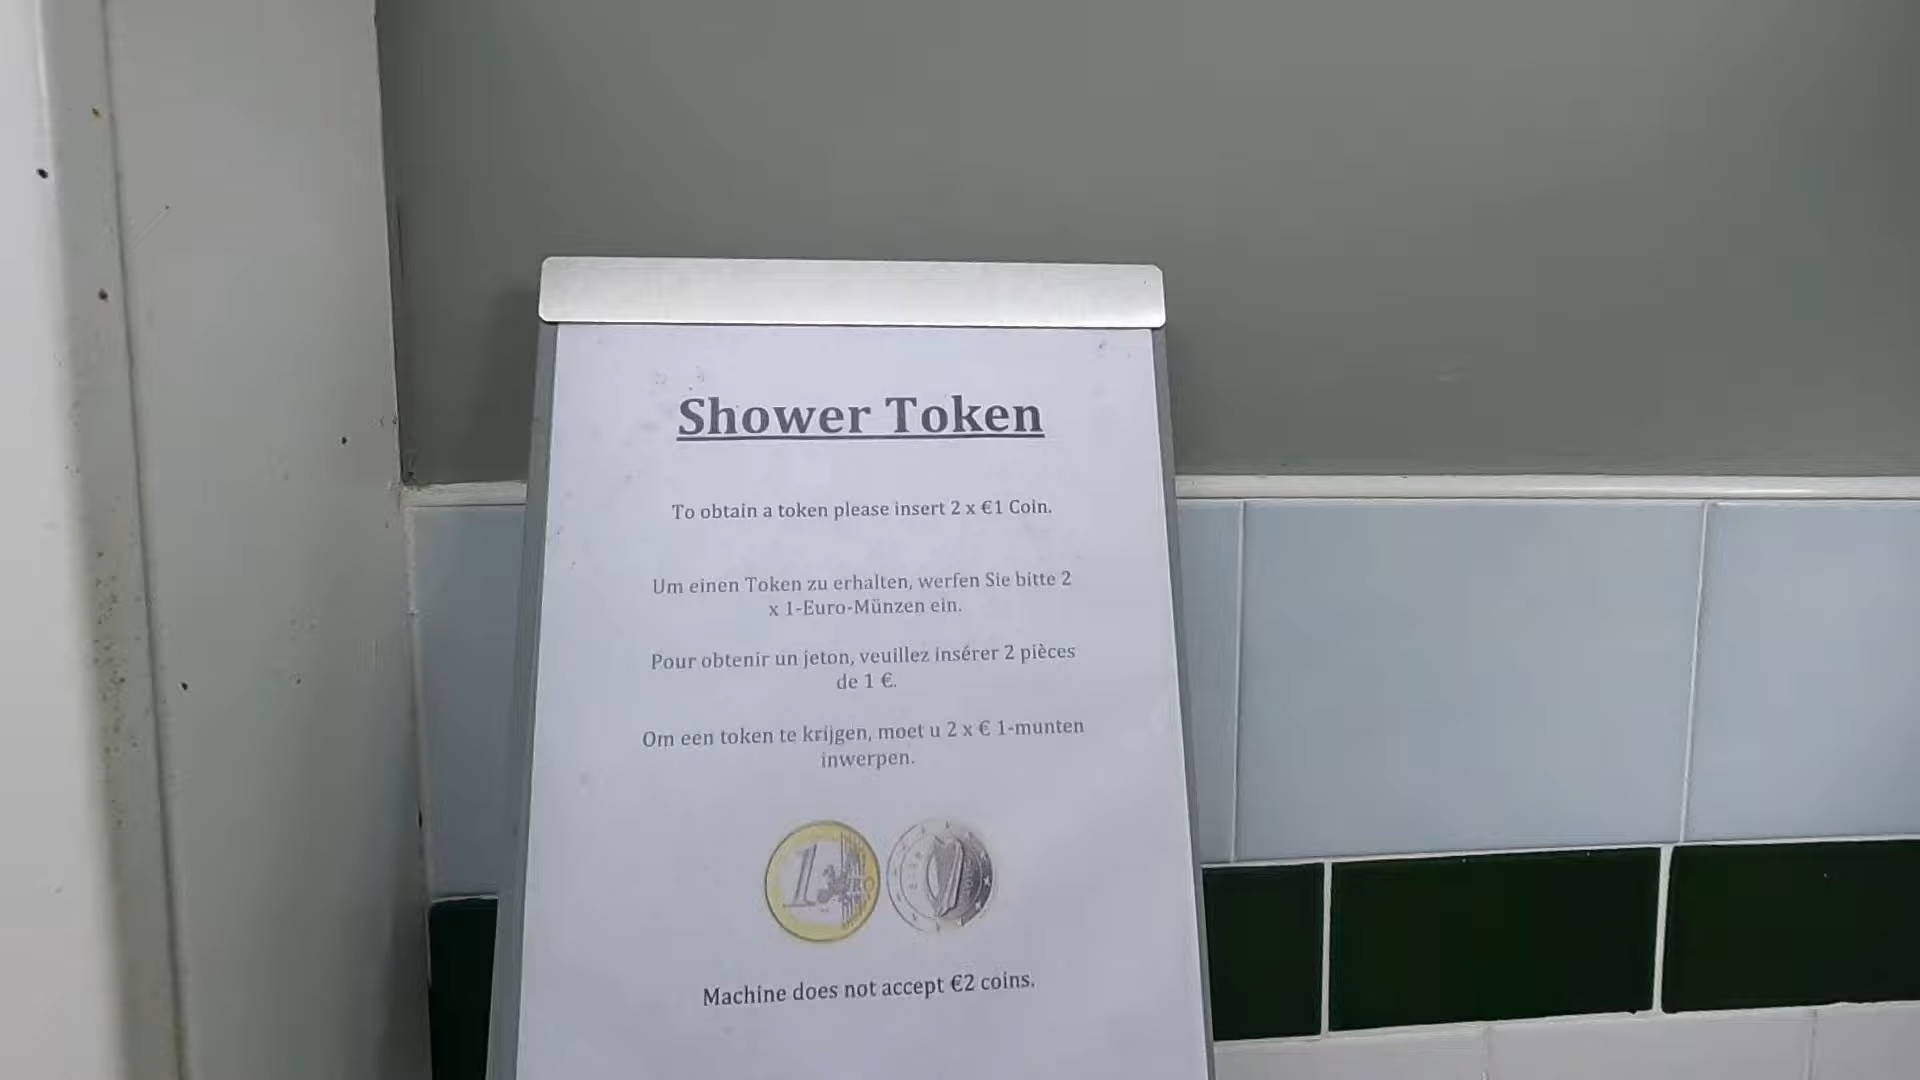 Shower Token
To obtain a token please insert 2 x €1 Coin.
Um einen Token zu erhalten, werfen Sie bitte 2
x 1-Euro-Münzen ein.
Pour obtenir un jeton, veuillez insérer 2 pièces
de 1 €.
Om een token te krijgen, moet u 2 x € 1-munten
inwerpen.
1
Machine does not accept €2 coins.